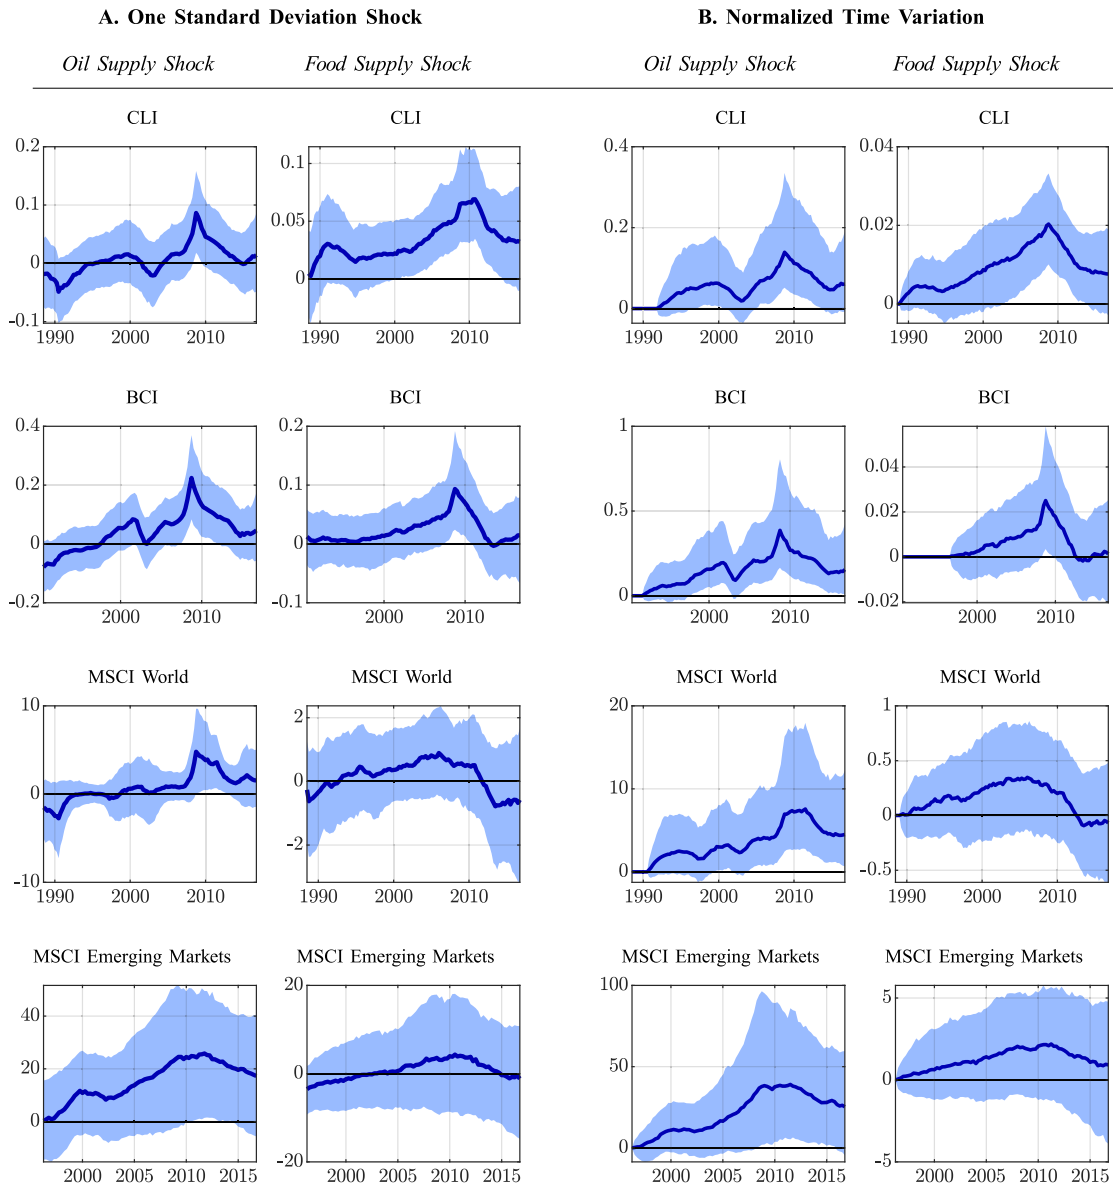 A. One Standard Deviation Shock
B. Normalized Time Variation
Oil Supply Shock
Food Supply Shock
Oil Supply Shock
Food Supply Shock
CLI
CLI
CLI
CLI
0.2
0.1
0
-0.1
1990 2000 2010
0.1
0.05
0
1990 2000 2010
0.4
0.2
0
1990 2000 2010
0.04
0.02
0
1990 2000 2010
BCI
BCI
BCI
BCI
0.4
0.2
0
-0.2
2000 2010
0.2
0.1
0
-0.1
2000 2010
1
0.5
0
2000 2010
0.04
0.02
0
-0.02
2000 2010
MSCI World
MSCI World
MSCI World
MSCI World
10
0
-10
1990 2000 2010
2
0
-2
1990 2000 2010
20
10
0
1990 2000 2010
1
0.5
0
-0.5
1990 2000 2010
MSCI Emerging Markets
MSCI Emerging Markets
MSCI Emerging Markets
MSCI Emerging Markets
40
20
0
2000 2005 2010 2015
20
0
-20
2000 2005 2010 2015
100
50
0
2000 2005 2010 2015
5
0
-5
2000 2005 2010 2015